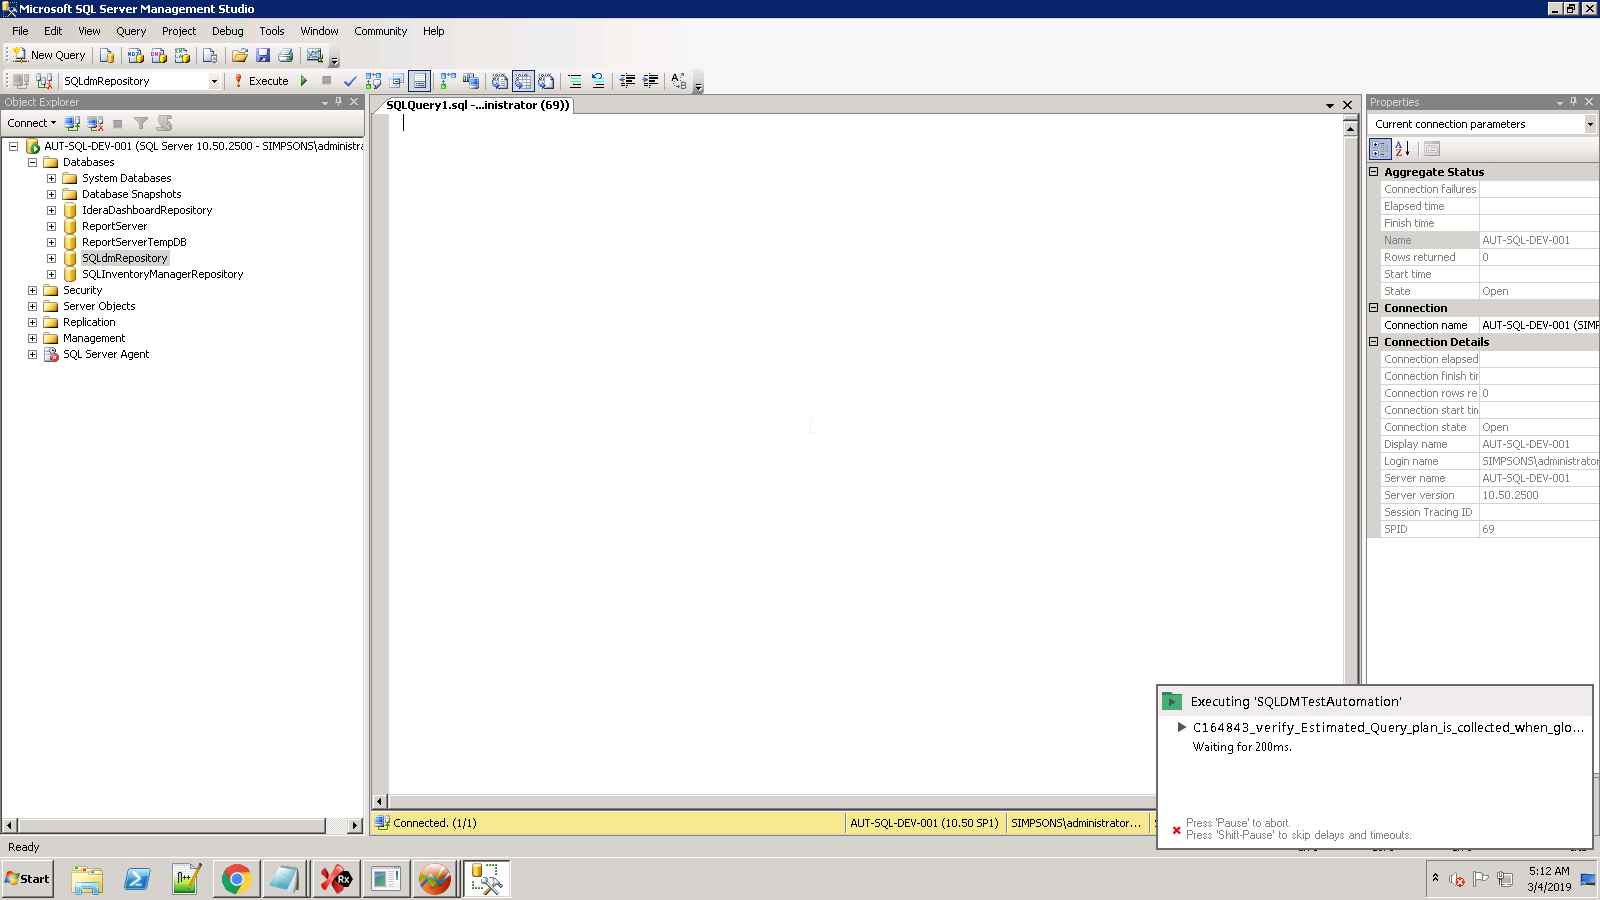 Microsoft SQL Server Management Studio
File Edit View Query Project Debug Tools Window Community Help
New Query
SQLdmRepository Execute
Object Explorer
Connect
AUT-SQL-DEV-001 (SQL Server 10.50.2500 - SIMPSONS\administra
Databases
System Databases
Database Snapshots
IderaDashboardRepository
ReportServer
ReportServerTempDB
SQLdmRepository
SQLInventoryManagerRepository
Security
Server Objects
Replication
Management
SQL Server Agent
SQLQuery1.sql -...inistrator (69))
Connected. (1/1) AUT-SQL-DEV-001 (10.50 SP1) SIMPSONS\administrator...
Properties
Current connection parameters
Aggregate Status
Connection failures
Elapsed time
Finish time
Name AUT-SQL-DEV-001
Rows returned 0
Start time
State Open
Connection
Connection name AUT-SQL-DEV-001 (SIMP
Connection Details
Connection elapsed
Connection finish tir
Connection rows re 0
Connection start tin
Connection state Open
Display name AUT-SQL-DEV-001
Login name SIMPSONS\administrator
Server name AUT-SQL-DEV-001
Server version 10.50.2500
Session Tracing ID
SPID 69
Executing 'SQLDMTestAutomation'
C164843_verify_Estimated_Query_plan_is_collected_when_glo...
Waiting for 200ms.
Press 'Pause' to abort.
Press 'Shift-Pause' to skip delays and timeouts.
Ready
Start
5:12 AM
3/4/2019